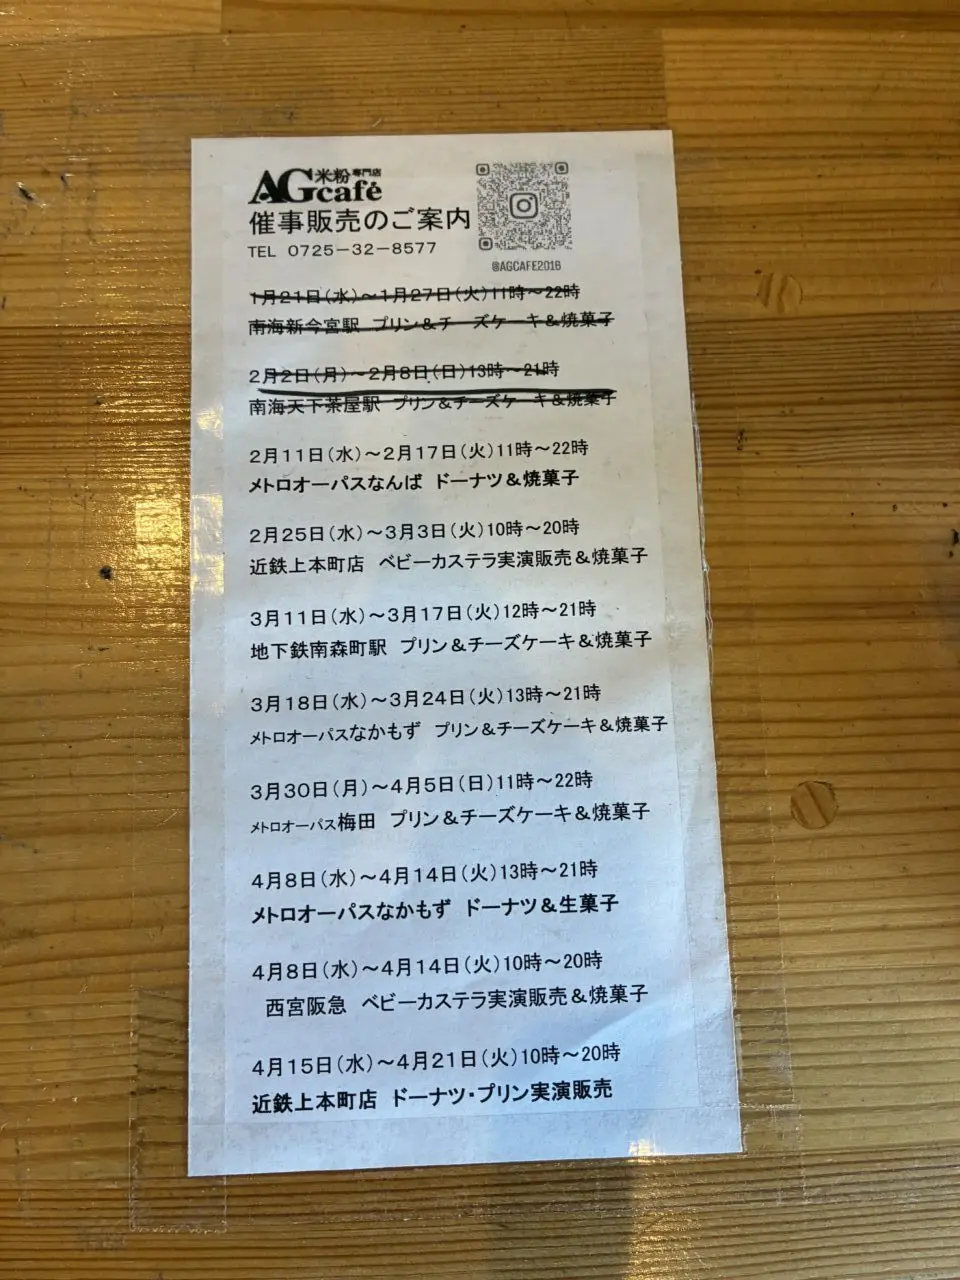 AG米粉専門店
café
催事販売のご案内
TEL 0725-32-8577
@AGCAFE2016
1月21日(水)～1月27日(火)11時～22時
南海新今宮駅 プリン＆チーズケーキ＆焼菓子
2月2日(月)～2月8日(日)13時～21時
南海天下茶屋駅 プリン＆チーズケーキ＆焼菓子
2月11日(水)～2月17日(火)11時～22時
メトロオーパスなんば ドーナツ＆焼菓子
2月25日(水)～3月3日(火)10時～20時
近鉄上本町店 ベビーカステラ実演販売＆焼菓子
3月11日(水)～3月17日(火)12時～21時
地下鉄南森町駅 プリン＆チーズケーキ＆焼菓子
3月18日(水)～3月24日(火)13時～21時
メトロオーパスなかもず プリン＆チーズケーキ＆焼菓子
3月30日(月)～4月5日(日)11時～22時
メトロオーパス梅田 プリン＆チーズケーキ＆焼菓子
4月8日(水)～4月14日(火)13時～21時
メトロオーパスなかもず ドーナツ＆生菓子
4月8日(水)～4月14日(火)10時～20時
西宮阪急 ベビーカステラ実演販売＆焼菓子
4月15日(水)～4月21日(火)10時～20時
近鉄上本町店 ドーナツ・プリン実演販売